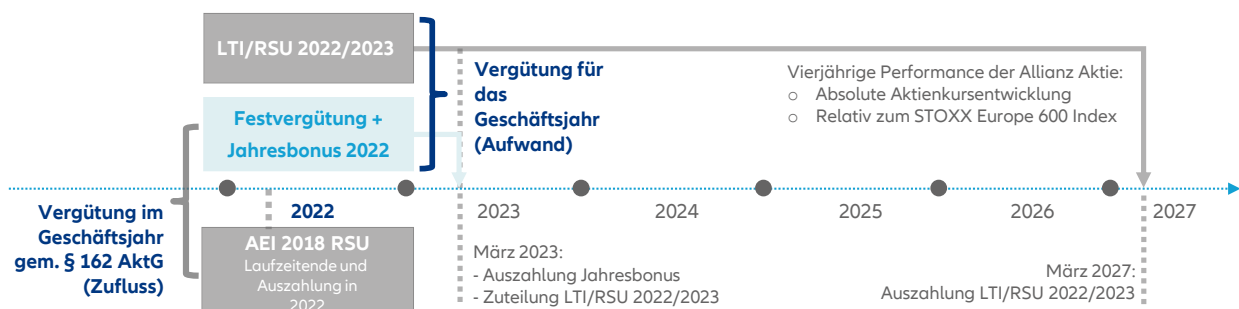 LTI/RSU 2022/2023
Festvergütung +
Jahresbonus 2022
Vergütung für
das
Geschäftsjahr
(Aufwand)
Vierjährige Performance der Allianz Aktie:
o Absolute Aktienkursentwicklung
o Relativ zum STOXX Europe 600 Index
2022
2023
2024
2025
2026
2027
Vergütung im
Geschäftsjahr
gem. § 162 AktG
(Zufluss)
AEI 2018 RSU
Laufzeitende und
Auszahlung in
2022
März 2023:
- Auszahlung Jahresbonus
- Zuteilung LTI/RSU 2022/2023
März 2027:
Auszahlung LTI/RSU 2022/2023